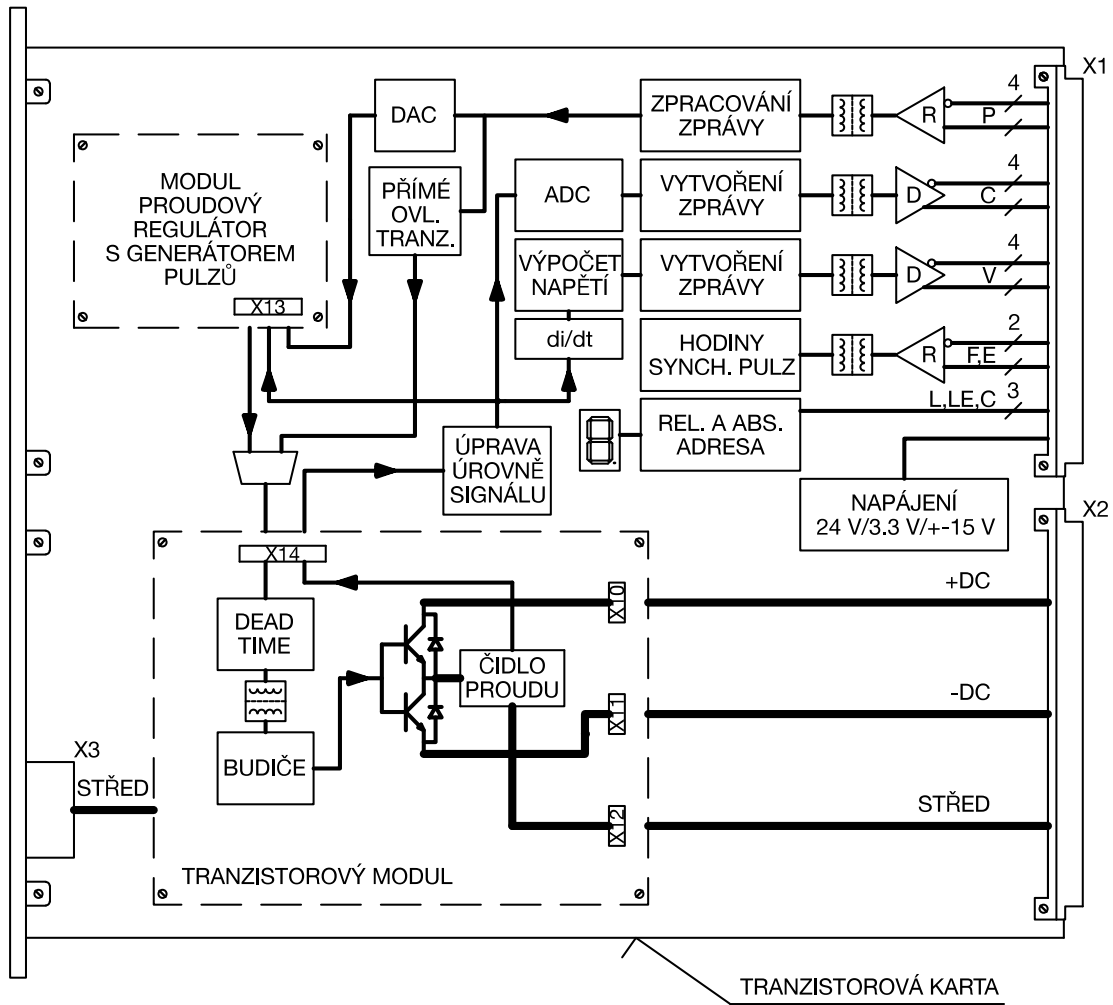 X1
DAC
ZPRACOVÁNÍ
ZPRÁVY
R
4
P
MODUL
PROUDOVÝ
REGULÁTOR
S GENERÁTOREM
PULZŮ
X13
PŘÍMÉ
OVL.
TRANZ.
ADC
VYTVOŘENÍ
ZPRÁVY
D
4
C
VÝPOČET
NAPĚTÍ
VYTVOŘENÍ
ZPRÁVY
D
4
V
di/dt
HODINY
SYNCH. PULZ
R
2
F,E
REL. A ABS.
ADRESA
L,LE,C
3
ÚPRAVA
ÚROVNĚ
SIGNÁLU
NAPÁJENÍ
24 V/3.3 V/+-15 V
X2
X14
DEAD
TIME
ČIDLO
PROUDU
X10
+DC
X11
-DC
BUDIČE
X3
STŘED
X12
STŘED
TRANZISTOROVÝ MODUL
TRANZISTOROVÁ KARTA